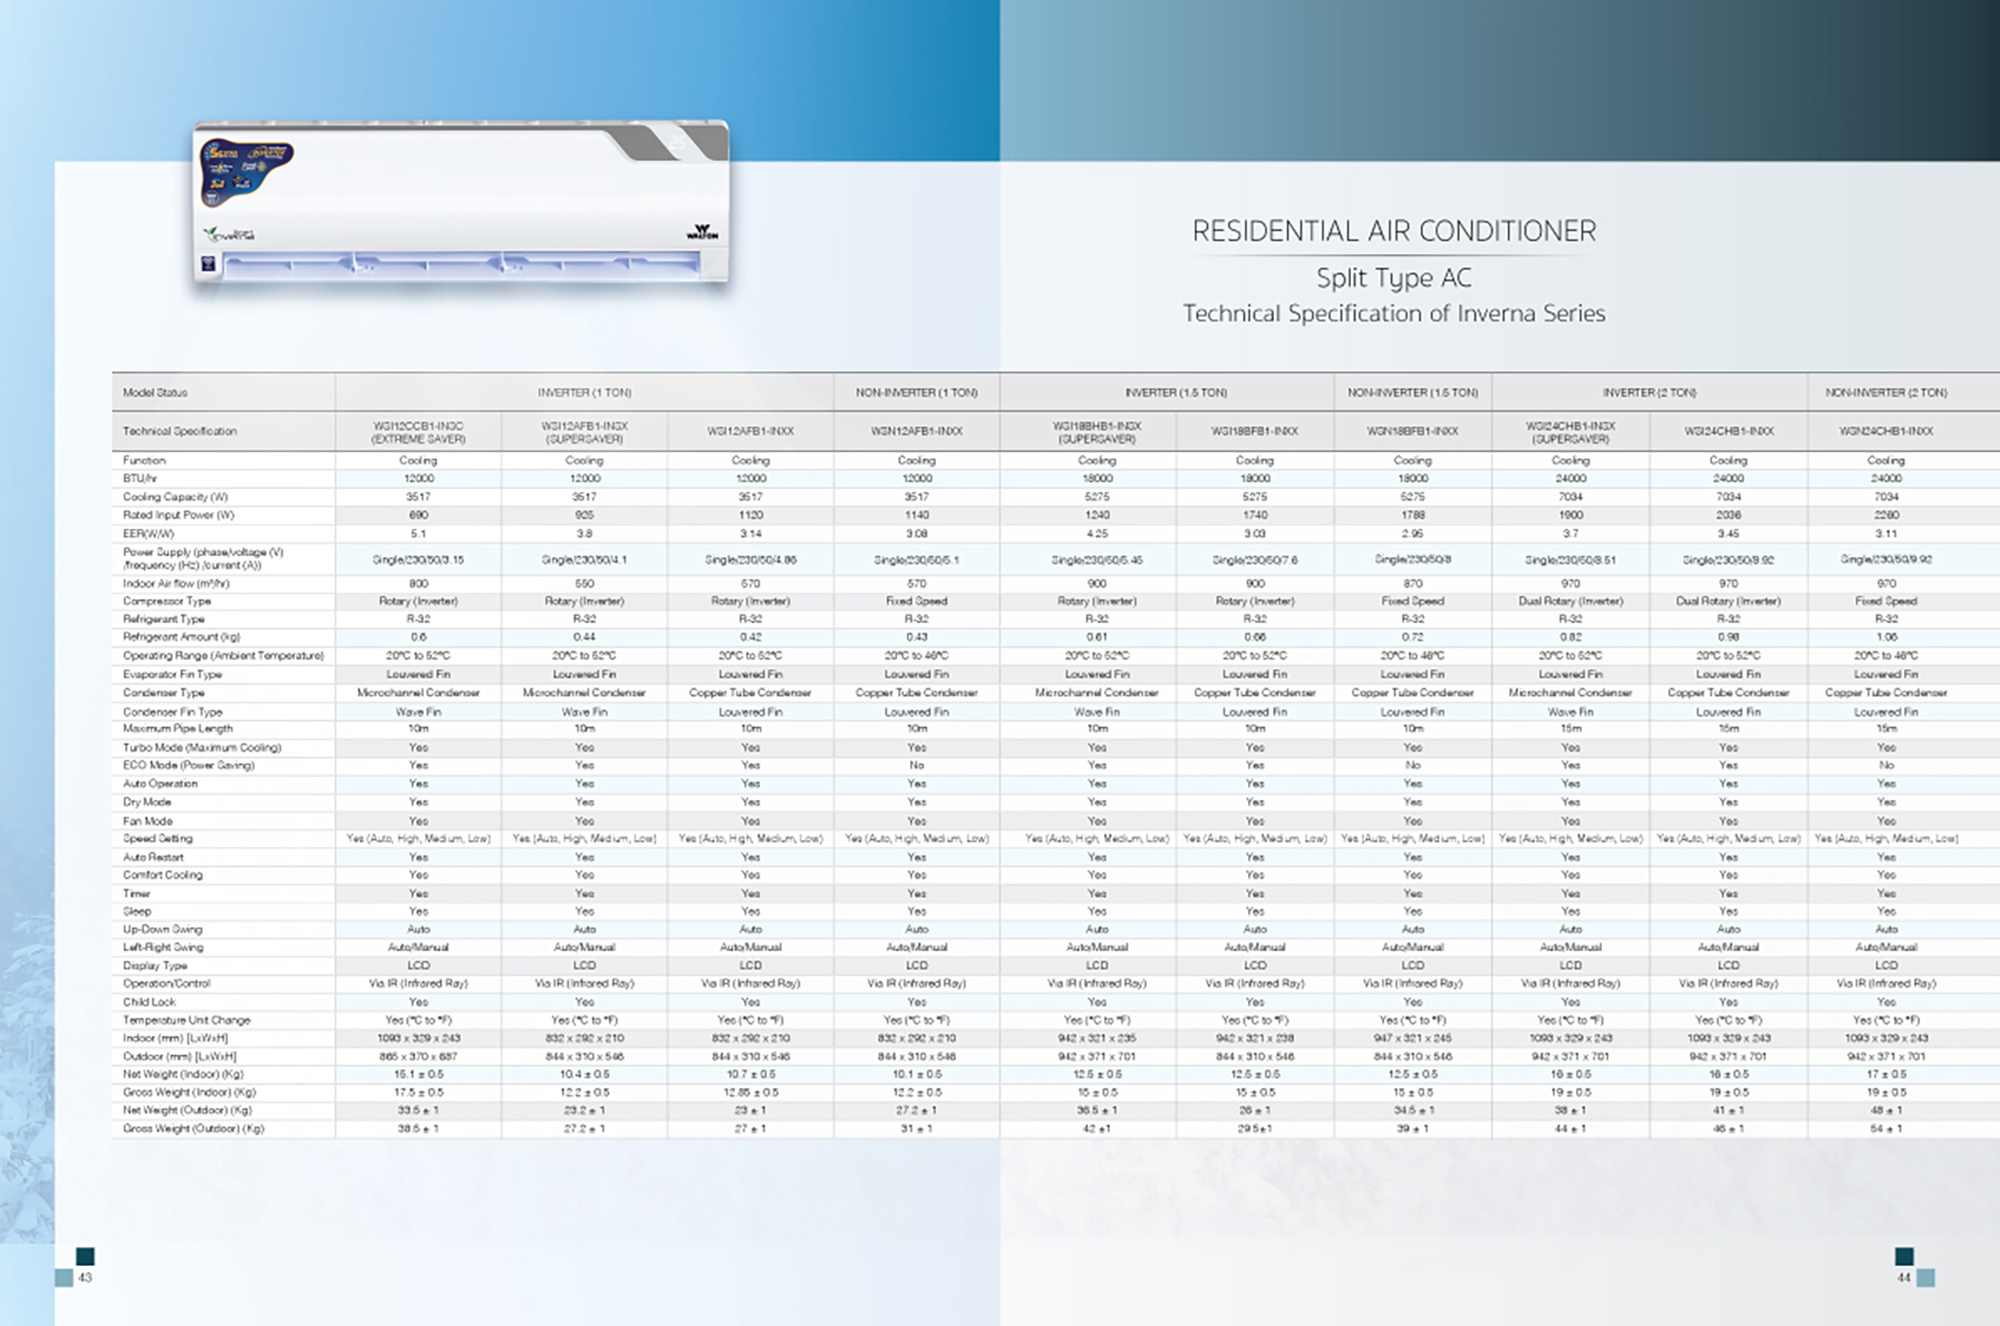 WALTON
RESIDENTIAL AIR CONDITIONER
Split Type AC
Technical Specification of Inverna Series
Model Status INVERTER (1 TON) NON-INVERTER (1 TON) INVERTER (1.5 TON) NON-INVERTER (1.5 TON) INVERTER (2 TON) NON-INVERTER (2 TON)
Technical Specification WSI12AFB1-INXX WSN12AFB1-INXX WSI18BFB1-INXX WSN18BFB1-INXX WSI24CHB1-INXX WSN24CHB1-INXX
(EXTREME SAVER) (SUPERSAVER) (SUPERSAVER) (SUPERSAVER)
Function Cooling Cooling Cooling Cooling Cooling Cooling Cooling Cooling Cooling Cooling
BTU/hr 12000 12000 12000 12000 18000 18000 18000 24000 24000 24000
Cooling Capacity (W) 3517 3517 3517 3517 5275 5275 5275 7034 7034 7034
Rated Input Power (W) 690 925 1120 1140 1240 1740 1788 1900 2036 2260
EER(W/W) 5.1 3.8 3.14 3.08 4.25 3.03 2.95 3.7 3.45 3.11
Power Supply (phase/voltage (V)
/frequency (Hz) /current (A)) Single/230/50/3.15 Single/230/50/4.1 Single/230/50/4.86 Single/230/50/5.1 Single/230/50/5.45 Single/230/50/7.6 Single/230/50/8 Single/230/50/8.51 Single/230/50/8.92 Single/230/50/9.92
Indoor Air flow (m³/hr) 800 550 570 570 900 900 870 970 970 970
Compressor Type Rotary (Inverter) Rotary (Inverter) Rotary (Inverter) Fixed Speed Rotary (Inverter) Rotary (Inverter) Fixed Speed Dual Rotary (Inverter) Dual Rotary (Inverter) Fixed Speed
Refrigerant Type R-32 R-32 R-32 R-32 R-32 R-32 R-32 R-32 R-32 R-32
Refrigerant Amount (kg) 0.6 0.44 0.42 0.43 0.61 0.66 0.72 0.82 0.98 1.06
Operating Range (Ambient Temperature) 20°C to 52°C 20°C to 52°C 20°C to 52°C 20°C to 46°C 20°C to 52°C 20°C to 52°C 20°C to 46°C 20°C to 52°C 20°C to 52°C 20°C to 46°C
Evaporator Fin Type Louvered Fin Louvered Fin Louvered Fin Louvered Fin Louvered Fin Louvered Fin Louvered Fin Louvered Fin Louvered Fin Louvered Fin
Condenser Type Microchannel Condenser Microchannel Condenser Copper Tube Condenser Copper Tube Condenser Microchannel Condenser Copper Tube Condenser Copper Tube Condenser Microchannel Condenser Copper Tube Condenser Copper Tube Condenser
Condenser Fin Type Wave Fin Wave Fin Louvered Fin Louvered Fin Wave Fin Louvered Fin Louvered Fin Wave Fin Louvered Fin Louvered Fin
Maximum Pipe Length 10m 10m 10m 10m 10m 10m 10m 15m 15m 15m
Turbo Mode (Maximum Cooling) Yes Yes Yes Yes Yes Yes Yes Yes Yes Yes
ECO Mode (Power Saving) Yes Yes Yes No Yes Yes No Yes Yes No
Auto Operation Yes Yes Yes Yes Yes Yes Yes Yes Yes Yes
Dry Mode Yes Yes Yes Yes Yes Yes Yes Yes Yes Yes
Fan Mode Yes Yes Yes Yes Yes Yes Yes Yes Yes Yes
Speed Setting Yes (Auto, High, Medium, Low) Yes (Auto, High, Medium, Low) Yes (Auto, High, Medium, Low) Yes (Auto, High, Medium, Low) Yes (Auto, High, Medium, Low) Yes (Auto, High, Medium, Low) Yes (Auto, High, Medium, Low) Yes (Auto, High, Medium, Low) Yes (Auto, High, Medium, Low) Yes (Auto, High, Medium, Low)
Auto Restart Yes Yes Yes Yes Yes Yes Yes Yes Yes Yes
Comfort Cooling Yes Yes Yes Yes Yes Yes Yes Yes Yes Yes
Timer Yes Yes Yes Yes Yes Yes Yes Yes Yes Yes
Sleep Yes Yes Yes Yes Yes Yes Yes Yes Yes Yes
Up-Down Swing Auto Auto Auto Auto Auto Auto Auto Auto Auto Auto
Left-Right Swing Auto/Manual Auto/Manual Auto/Manual Auto/Manual Auto/Manual Auto/Manual Auto/Manual Auto/Manual Auto/Manual Auto/Manual
Display Type LCD LCD LCD LCD LCD LCD LCD LCD LCD LCD
Operation/Control Via IR (Infrared Ray) Via IR (Infrared Ray) Via IR (Infrared Ray) Via IR (Infrared Ray) Via IR (Infrared Ray) Via IR (Infrared Ray) Via IR (Infrared Ray) Via IR (Infrared Ray) Via IR (Infrared Ray) Via IR (Infrared Ray)
Child Lock Yes Yes Yes Yes Yes Yes Yes Yes Yes Yes
Temperature Unit Change Yes (°C to °F) Yes (°C to °F) Yes (°C to °F) Yes (°C to °F) Yes (°C to °F) Yes (°C to °F) Yes (°C to °F) Yes (°C to °F) Yes (°C to °F) Yes (°C to °F)
Indoor (mm) [LxWxH] 1093 x 329 x 243 832 x 292 x 210 832 x 292 x 210 832 x 292 x 210 942 x 321 x 235 942 x 321 x 238 947 x 321 x 245 1093 x 329 x 243 1093 x 329 x 243 1093 x 329 x 243
Outdoor (mm) [LxWxH] 865 x 370 x 687 844 x 310 x 546 844 x 310 x 546 844 x 310 x 546 942 x 371 x 701 844 x 310 x 546 844 x 310 x 546 942 x 371 x 701 942 x 371 x 701 942 x 371 x 701
Net Weight (Indoor) (Kg) 15.1 ± 0.5 10.4 ± 0.5 10.7 ± 0.5 10.1 ± 0.5 12.5 ± 0.5 12.5 ± 0.5 12.5 ± 0.5 16 ± 0.5 16 ± 0.5 17 ± 0.5
Gross Weight (Indoor) (Kg) 17.5 ± 0.5 12.2 ± 0.5 12.85 ± 0.5 12.2 ± 0.5 15 ± 0.5 15 ± 0.5 15 ± 0.5 19 ± 0.5 19 ± 0.5 19 ± 0.5
Net Weight (Outdoor) (Kg) 33.5 ± 1 23.2 ± 1 23 ± 1 27.2 ± 1 36.5 ± 1 26 ± 1 34.5 ± 1 38 ± 1 41 ± 1 48 ± 1
Gross Weight (Outdoor) (Kg) 38.5 ± 1 27.2 ± 1 27 ± 1 31 ± 1 42 ±1 29.5±1 39 ± 1 44 ± 1 46 ± 1 54 ± 1
43
44